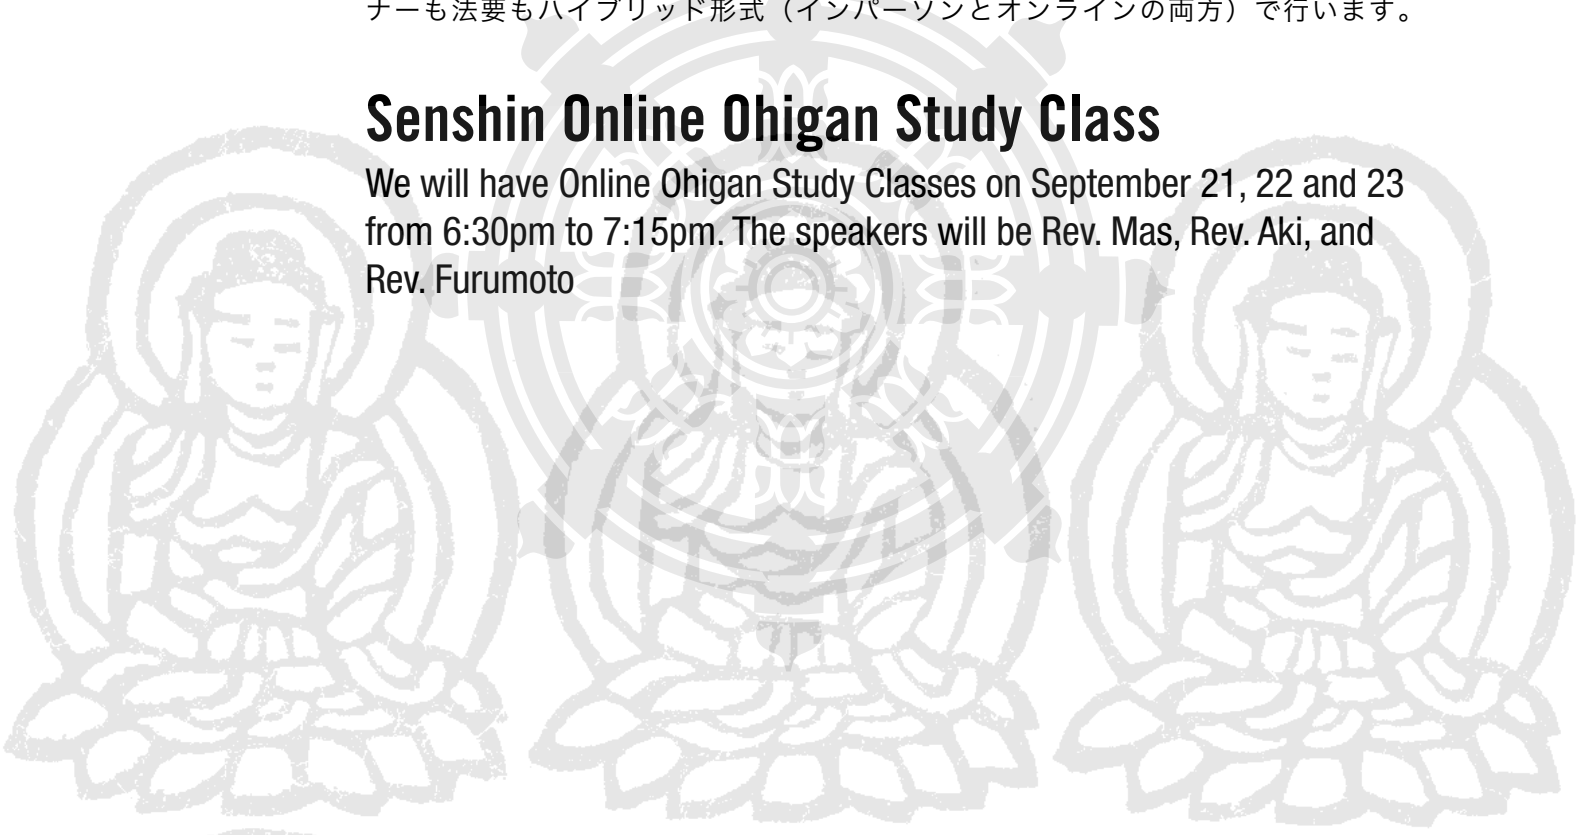 ナーも法要もハイブリッド形式（インパーソンとオンラインの両方）で行います。
Senshin Online Ohigan Study Class
We will have Online Ohigan Study Classes on September 21, 22 and 23
from 6:30pm to 7:15pm. The speakers will be Rev. Mas, Rev. Aki, and
Rev. Furumoto